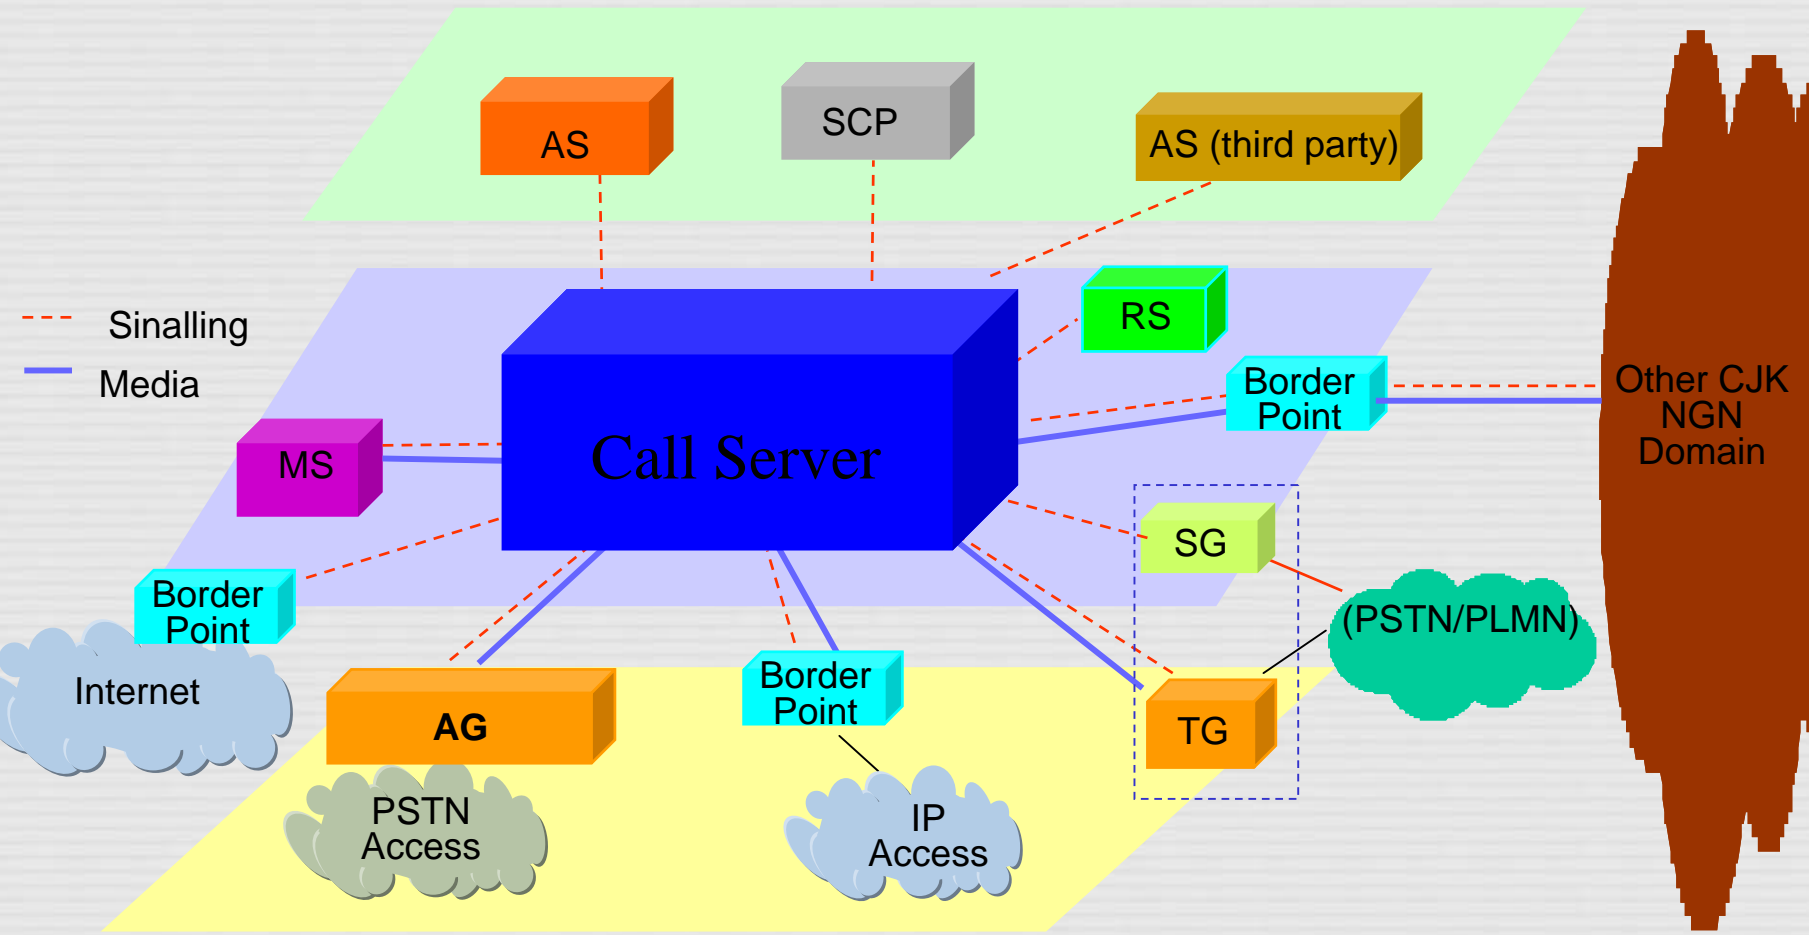 AS
SCP
AS (third party)
RS
Sinalling
Media
Border
Point
Other CJK
NGN
Domain
MS
Call Server
SG
Border
Point
Internet
(PSTN/PLMN)
AG
Border
Point
TG
PSTN
Access
IP
Access